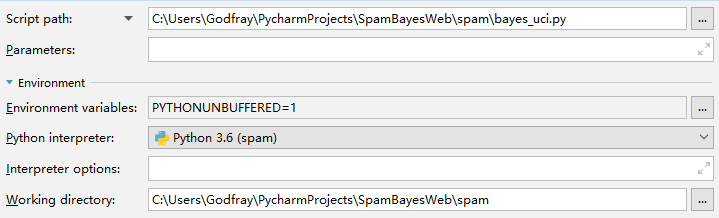 Script path: C:\Users\Godfray\PycharmProjects\SpamBayesWeb\spam\bayes_uci.py ...
Parameters:
Environment
Environment variables: PYTHONUNBUFFERED=1 ...
Python interpreter: Python 3.6 (spam)
Interpreter options:
Working directory: C:\Users\Godfray\PycharmProjects\SpamBayesWeb\spam ...